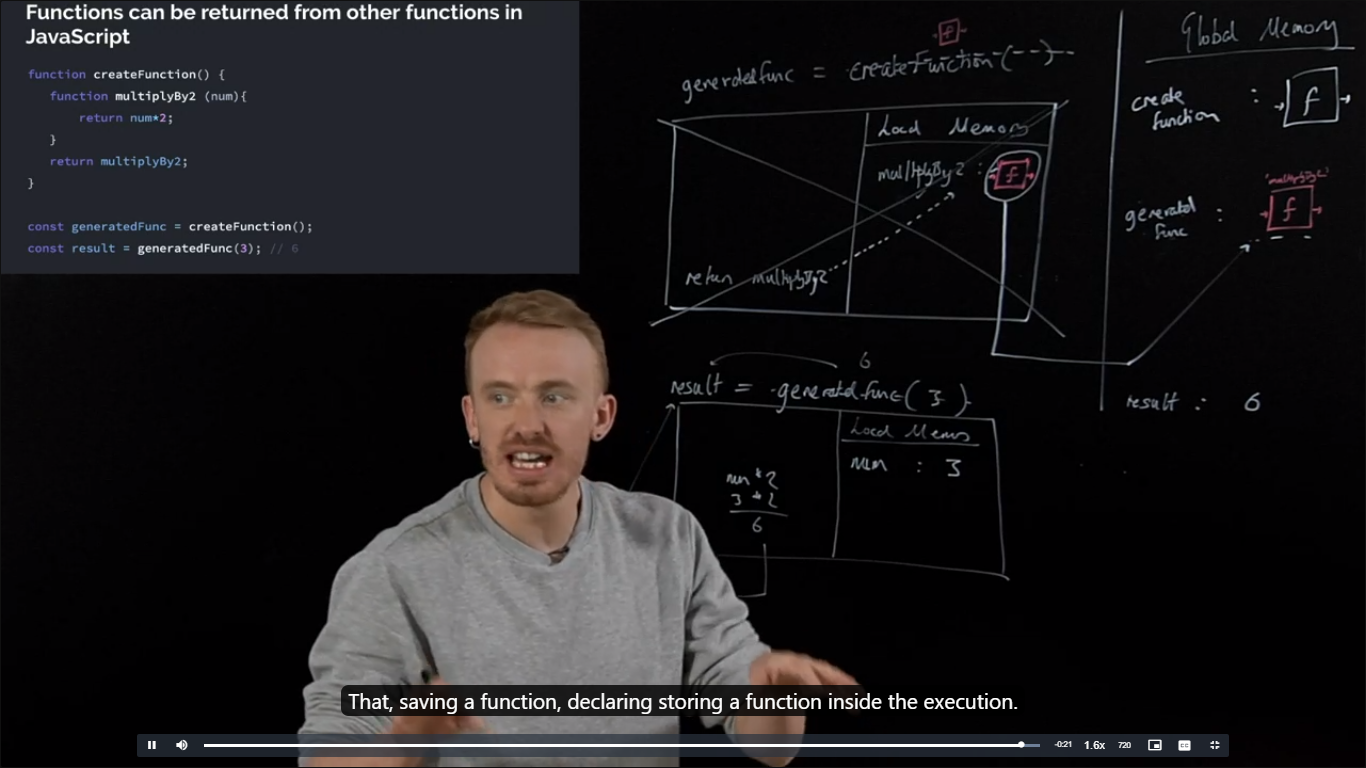 Functions can be returned from other functions in
JavaScript
function createFunction() {
function multiplyBy2 (num){
return num*2;
}
return multiplyBy2;
}
const generatedFunc = createFunction();
const result = generatedFunc(3); // 6
f
generatedfunc = createFunction(--)
Local Memory
multiplyBy2 : f
retun multiplyBy2
Global Memory
create
function : f
'multiplyBy2'
generated
func : f
result : 6
6
result = generatedfunc( 3 )
Local Mem
num : 3
num * 2
3 * 2
6
That, saving a function, declaring storing a function inside the execution.
-0:21 1.6x 720
CC